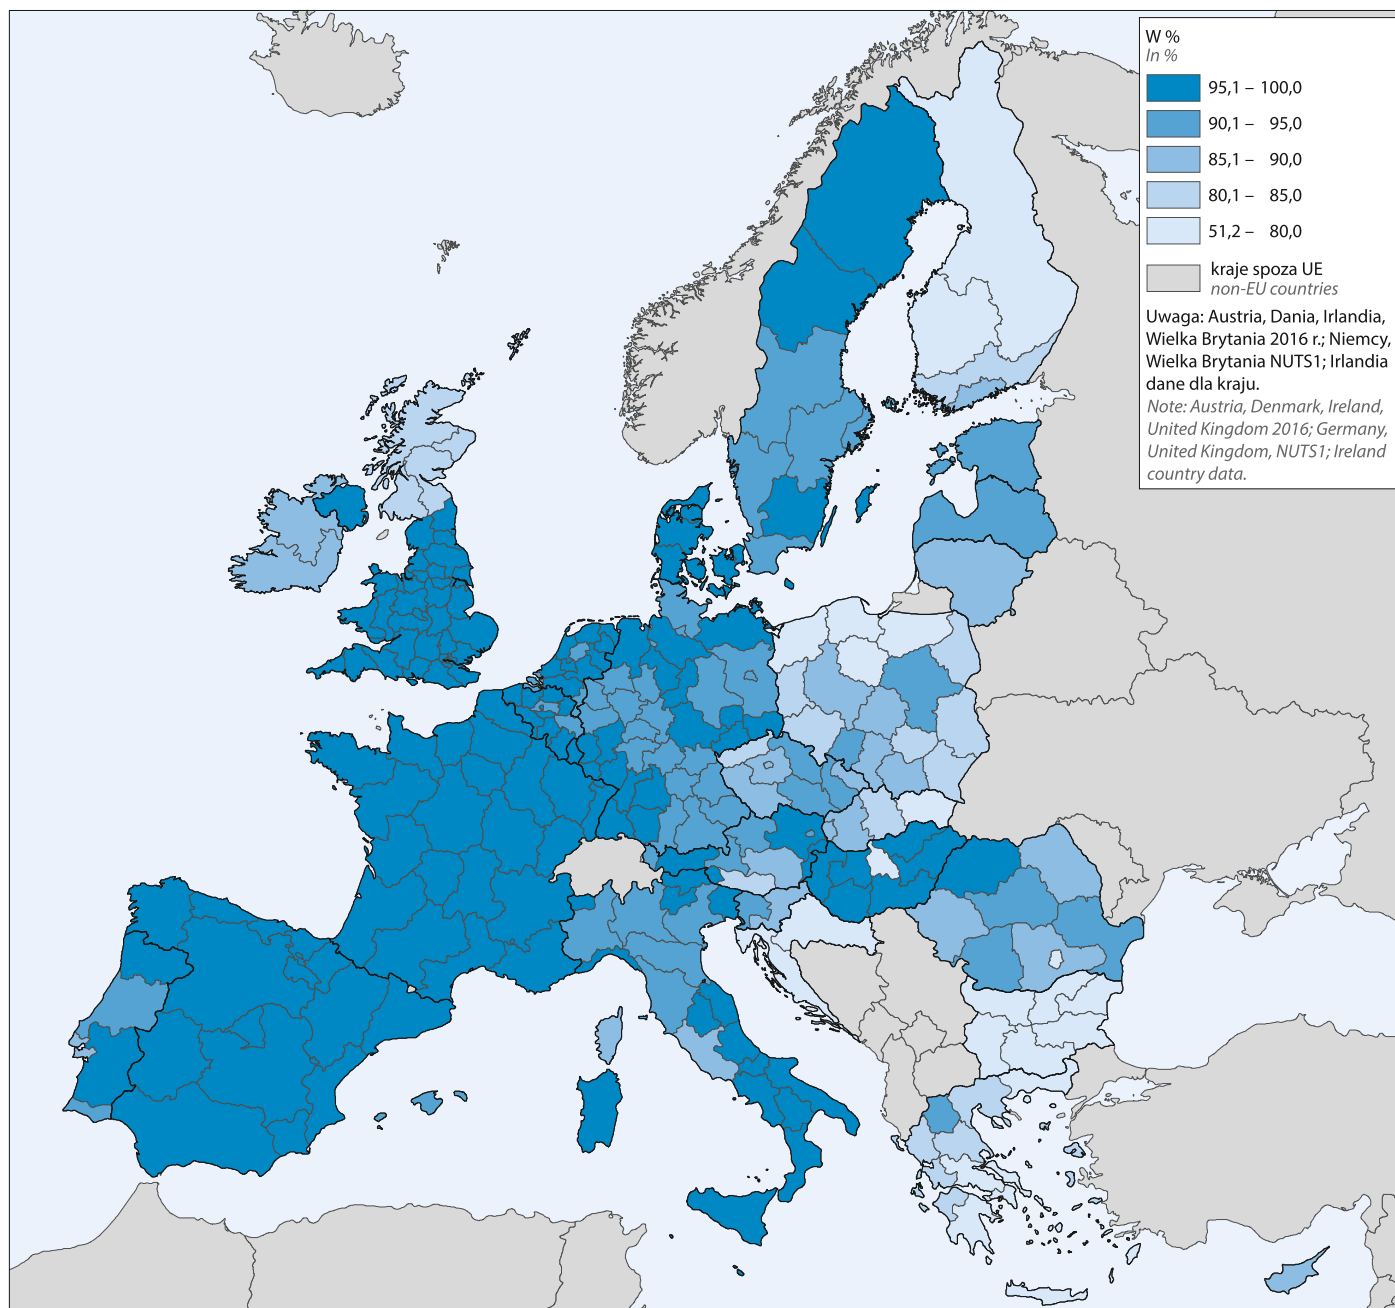 W %
In %
95,1 – 100,0
90,1 – 95,0
85,1 – 90,0
80,1 – 85,0
51,2 – 80,0
kraje spoza UE
non-EU countries
Uwaga: Austria, Dania, Irlandia,
Wielka Brytania 2016 r.; Niemcy,
Wielka Brytania NUTS1; Irlandia
dane dla kraju.
Note: Austria, Denmark, Ireland,
United Kingdom 2016; Germany,
United Kingdom, NUTS1; Ireland
country data.